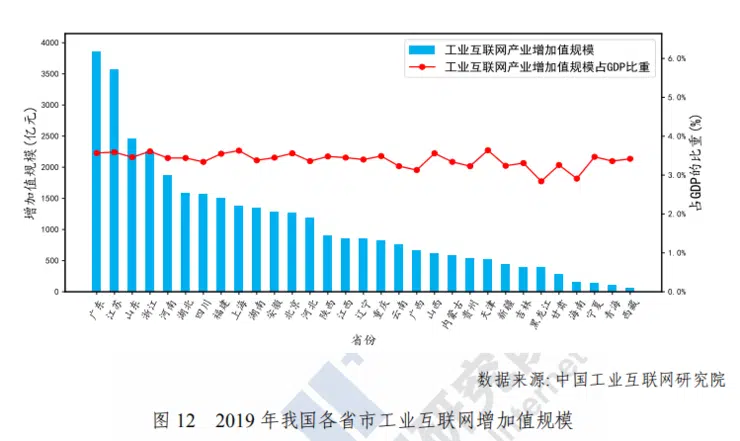 工业互联网产业增加值规模
工业互联网产业增加值规模占GDP比重
增加值规模(亿元)
4000
3500
3000
2500
2000
1500
1000
500
0
占GDP的比重(%)
6.0%
5.0%
4.0%
3.0%
2.0%
1.0%
0.0%
广东 江苏 山东 浙江 河南 湖北 四川 福建 上海 湖南 安徽 北京 河北 陕西 江西 辽宁 重庆 云南 广西 山西 内蒙古 贵州 天津 新疆 吉林 黑龙江 甘肃 海南 宁夏 青海 西藏
省份
数据来源:中国工业互联网研究院
图 12 2019 年我国各省市工业互联网增加值规模